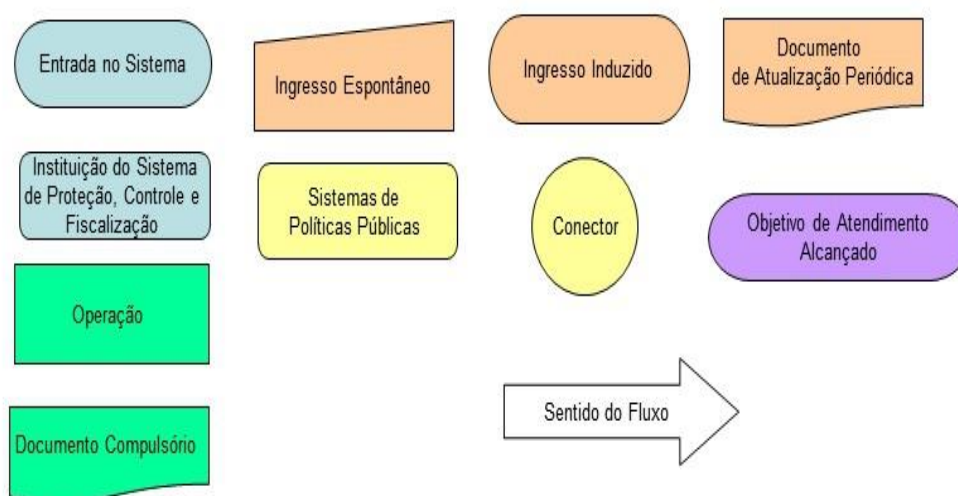 Entrada no Sistema
Ingresso Espontâneo
Ingresso Induzido
Documento
de Atualização Periódica
Instituição do Sistema
de Proteção, Controle e
Fiscalização
Sistemas de
Políticas Públicas
Conector
Objetivo de Atendimento
Alcançado
Operação
Sentido do Fluxo
Documento Compulsório